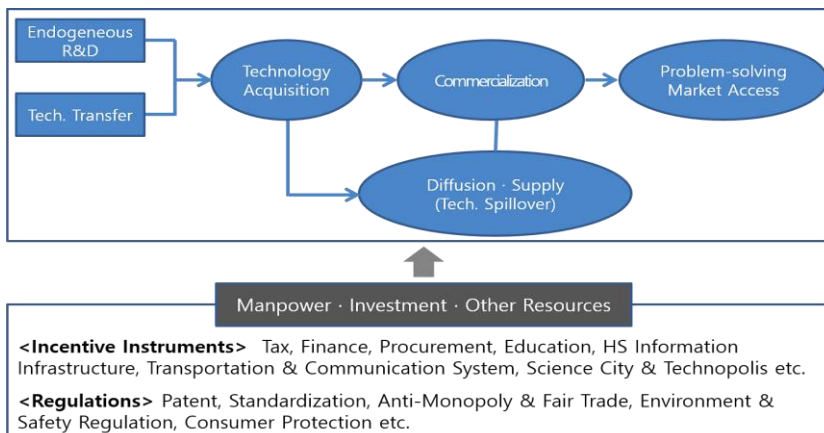 Endogeneous
R&D
Tech. Transfer
Technology
Acquisition
Commercialization
Problem-solving
Market Access
Diffusion · Supply
(Tech. Spillover)
Manpower · Investment · Other Resources
<Incentive Instruments> Tax, Finance, Procurement, Education, HS Information
Infrastructure, Transportation & Communication System, Science City & Technopolis etc.
<Regulations> Patent, Standardization, Anti-Monopoly & Fair Trade, Environment &
Safety Regulation, Consumer Protection etc.